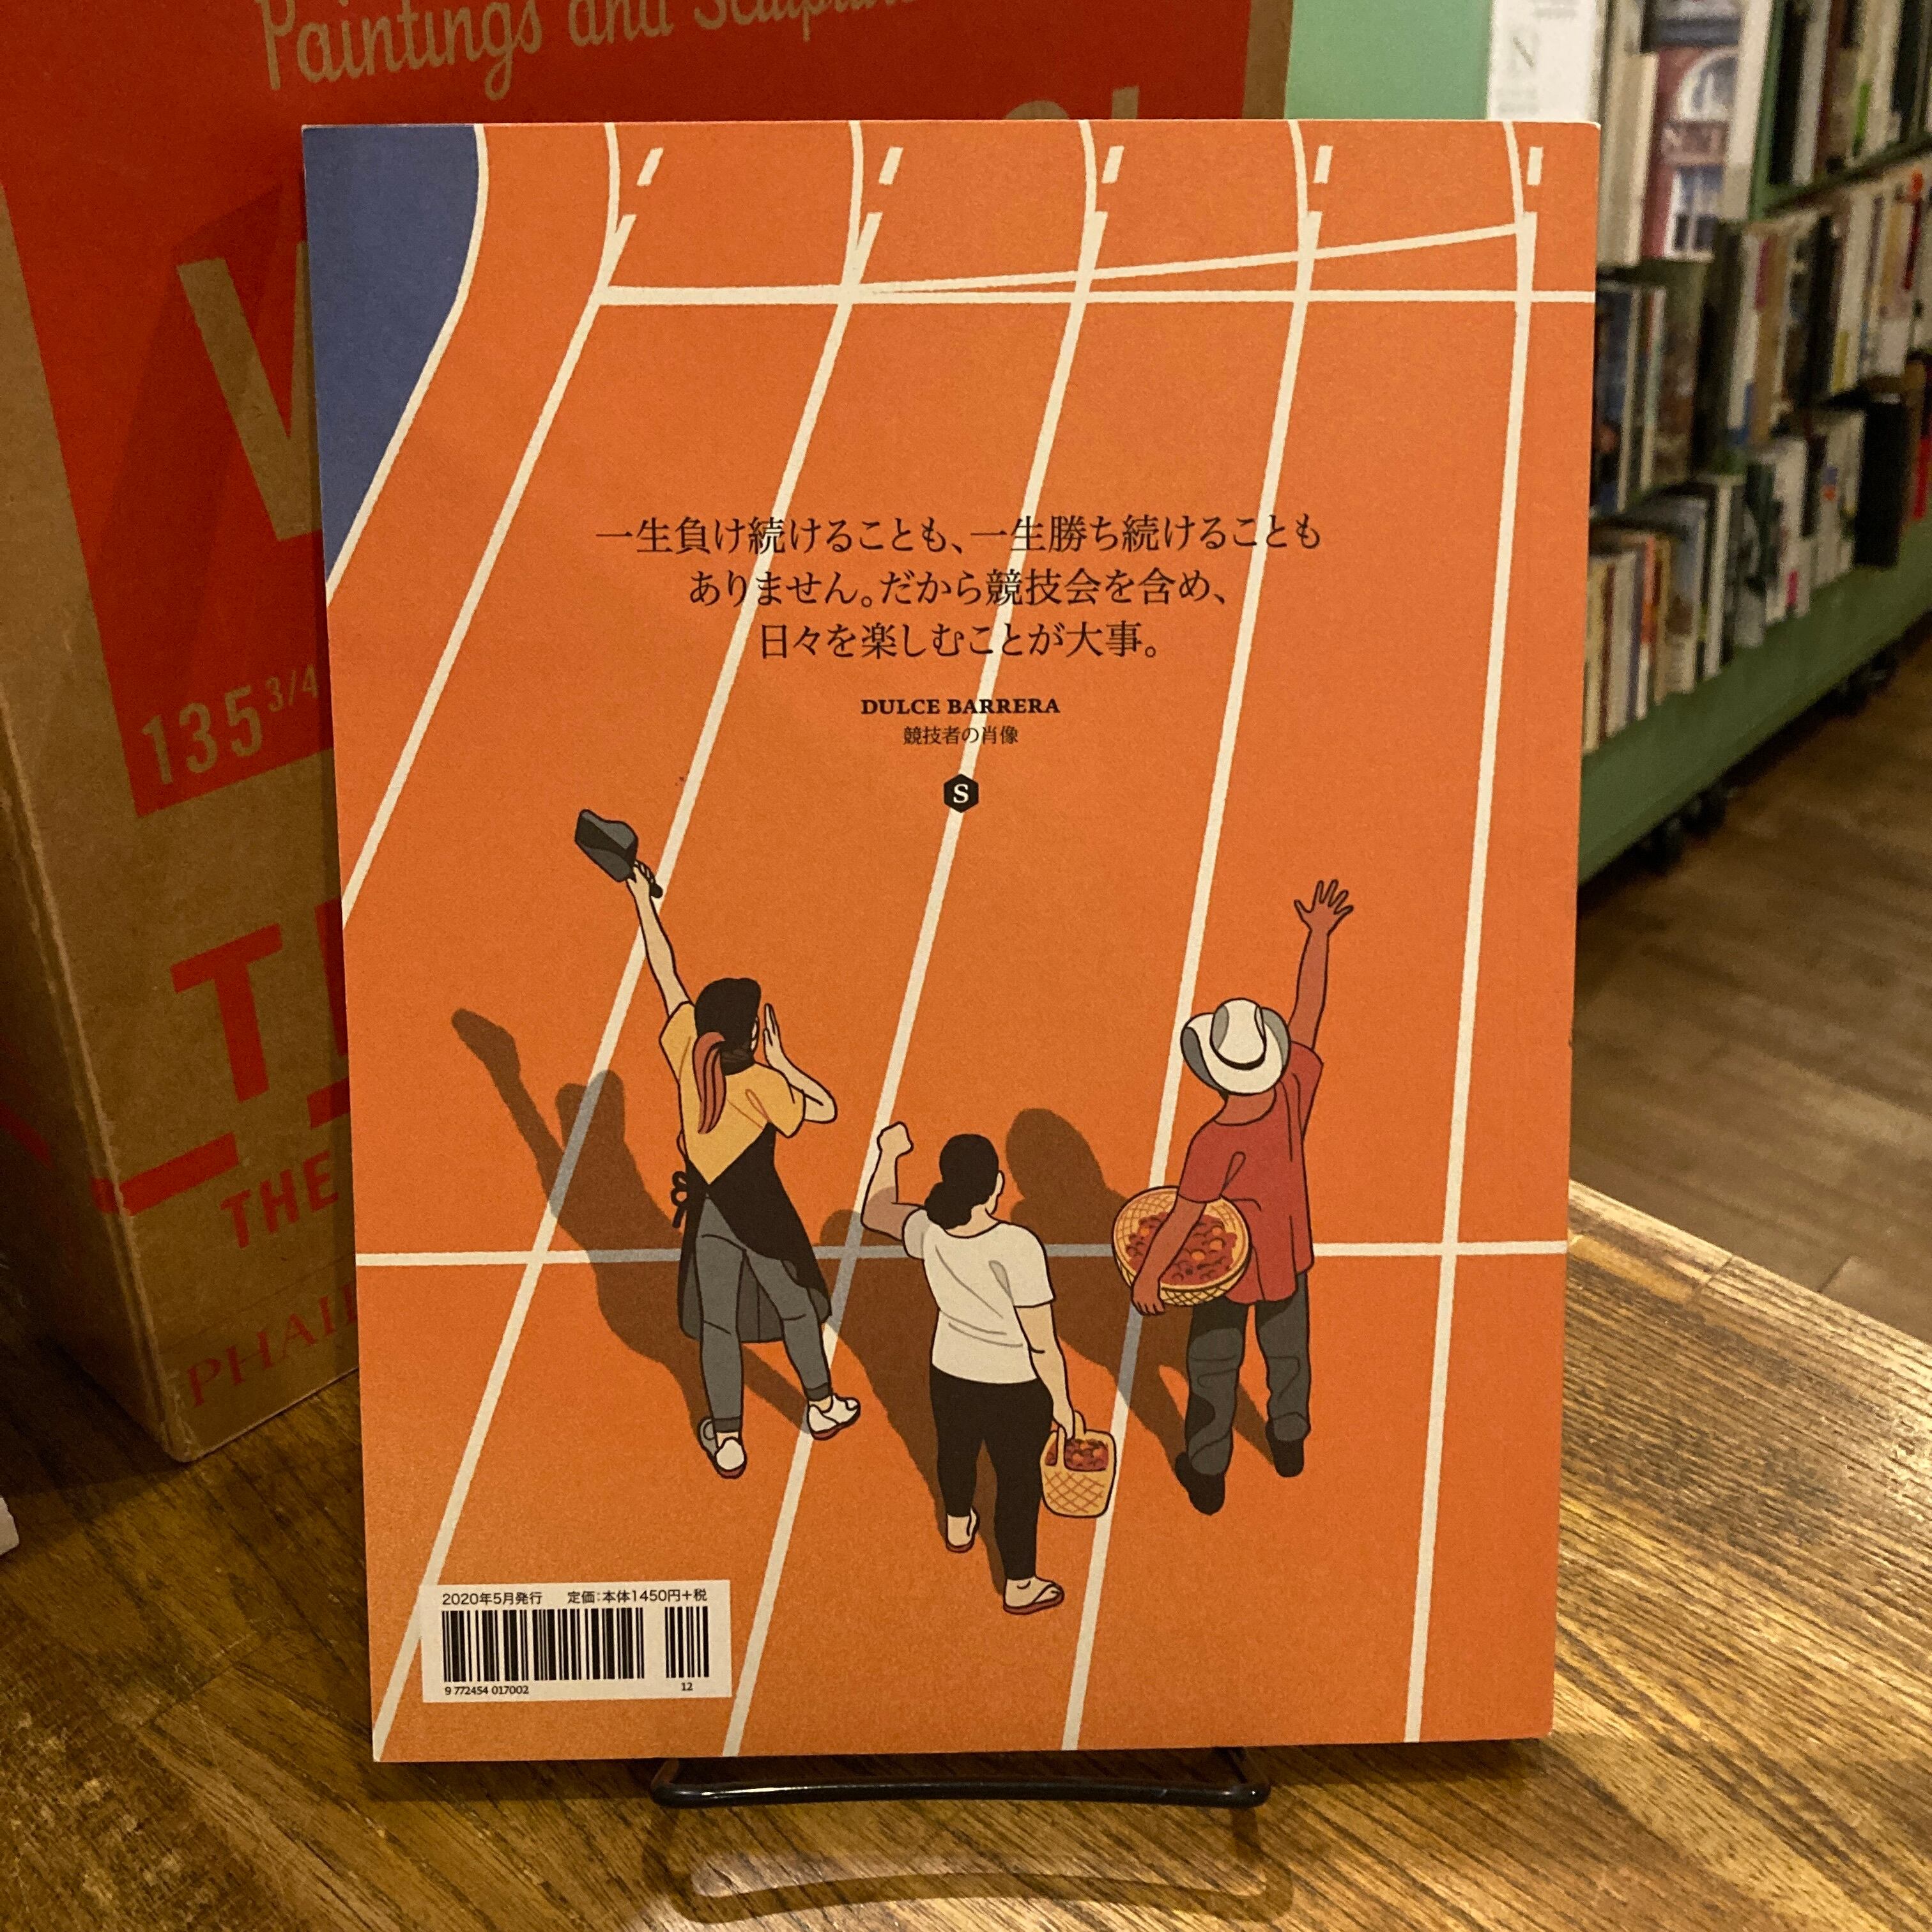 Paintings and
W
135 3/4
THE
PHAI
N
一生負け続けることも、一生勝ち続けることも
ありません。だから競技会を含め、
日々を楽しむことが大事。
DULCE BARRERA
競技者の肖像
S
2020年5月発行 定価:本体1450円+税
9 772454 017002
12